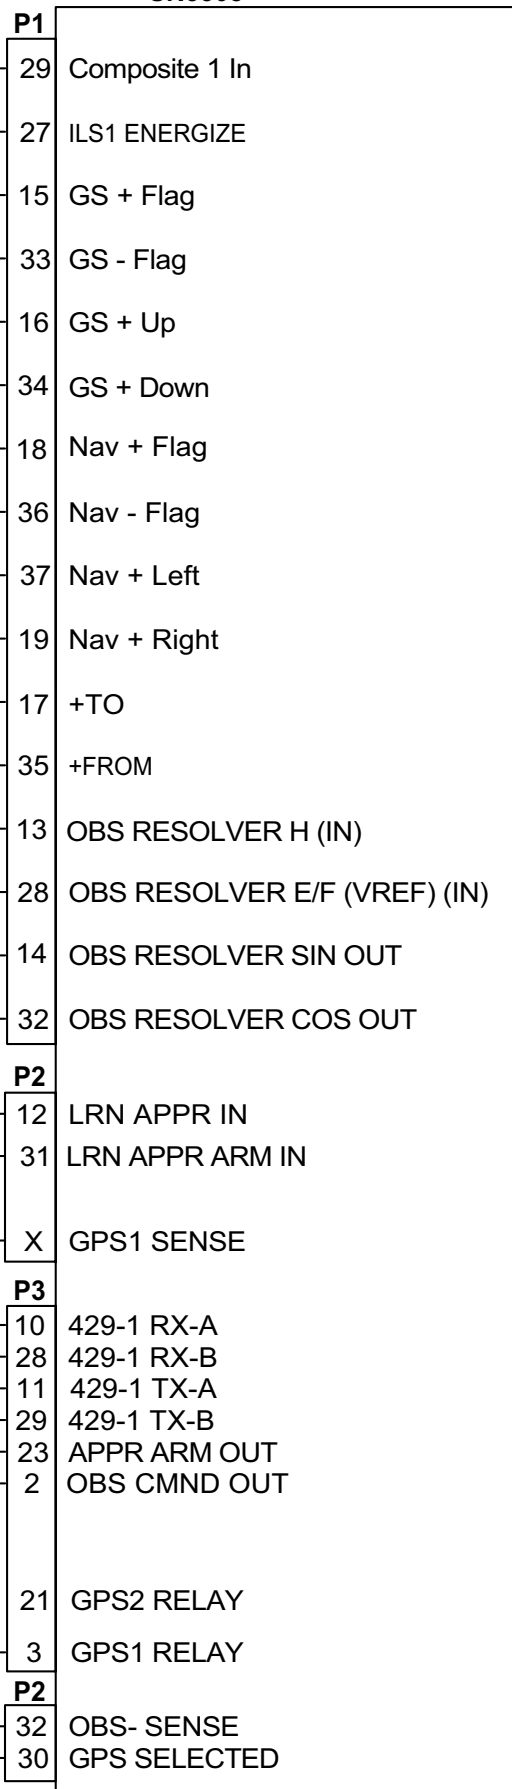 P1
29 Composite 1 In
27 ILS1 ENERGIZE
15 GS + Flag
33 GS - Flag
16 GS + Up
34 GS + Down
18 Nav + Flag
36 Nav - Flag
37 Nav + Left
19 Nav + Right
17 +TO
35 +FROM
13 OBS RESOLVER H (IN)
28 OBS RESOLVER E/F (VREF) (IN)
14 OBS RESOLVER SIN OUT
32 OBS RESOLVER COS OUT
P2
12 LRN APPR IN
31 LRN APPR ARM IN
X GPS1 SENSE
P3
10 429-1 RX-A
28 429-1 RX-B
11 429-1 TX-A
29 429-1 TX-B
23 APPR ARM OUT
2 OBS CMND OUT
21 GPS2 RELAY
3 GPS1 RELAY
P2
32 OBS- SENSE
30 GPS SELECTED